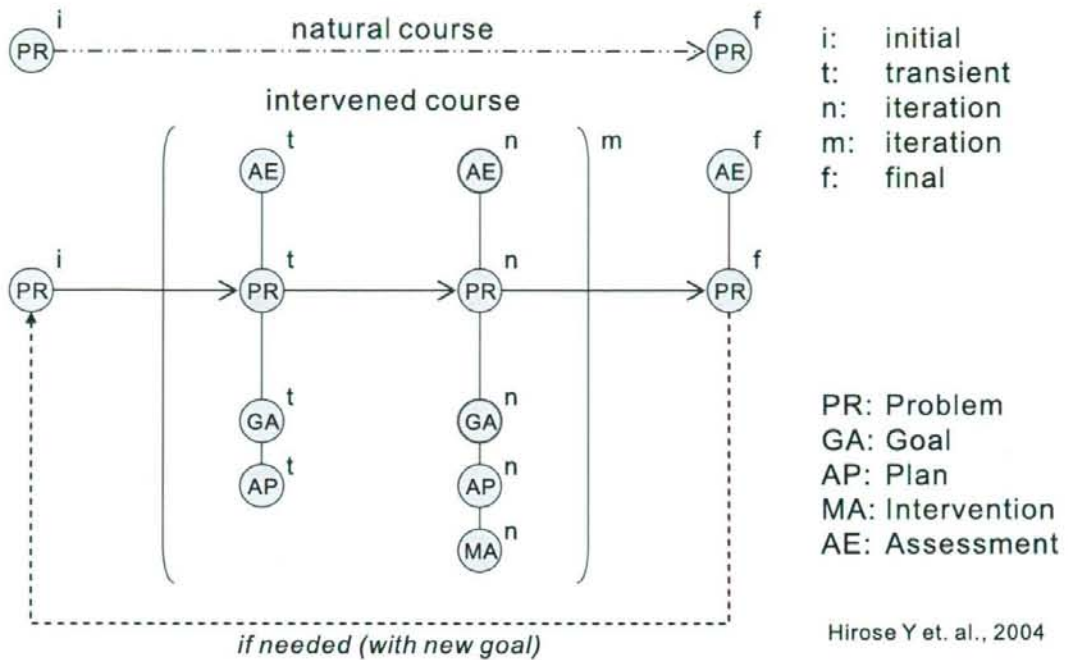 i f
PR natural course PR
intervened course
t n m f
AE AE AE
i t n f
PR PR PR PR
t n
GA GA
t n
AP AP
n
MA
if needed (with new goal)
i: initial
t: transient
n: iteration
m: iteration
f: final
PR: Problem
GA: Goal
AP: Plan
MA: Intervention
AE: Assessment
Hirose Y et. al., 2004